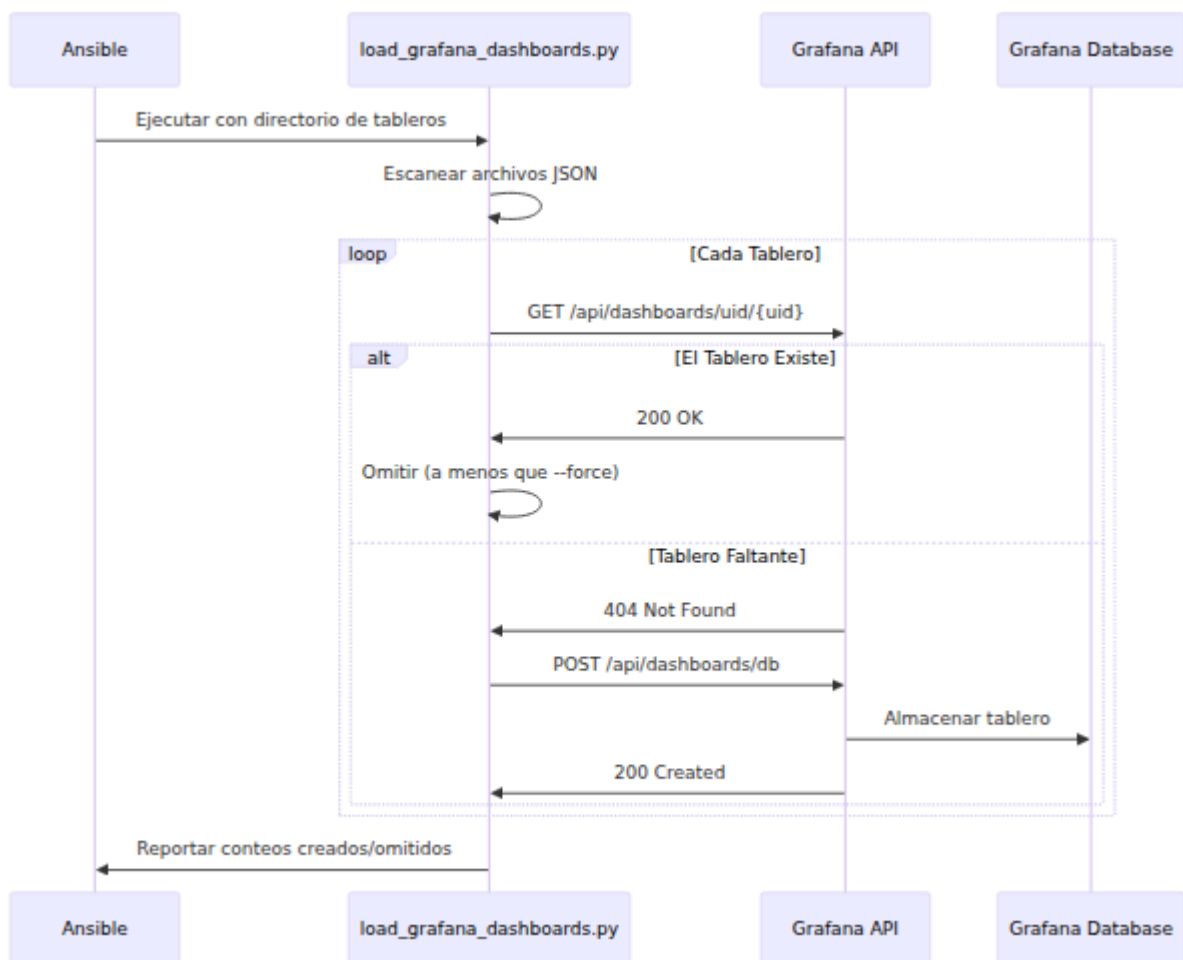 Ansible
load_grafana_dashboards.py
Grafana API
Grafana Database
Ejecutar con directorio de tableros
Escanear archivos JSON
loop
[Cada Tablero]
GET /api/dashboards/uid/{uid}
alt
[El Tablero Existe]
200 OK
Omitir (a menos que --force)
[Tablero Faltante]
404 Not Found
POST /api/dashboards/db
Almacenar tablero
200 Created
Reportar conteos creados/omitidos
Ansible
load_grafana_dashboards.py
Grafana API
Grafana Database